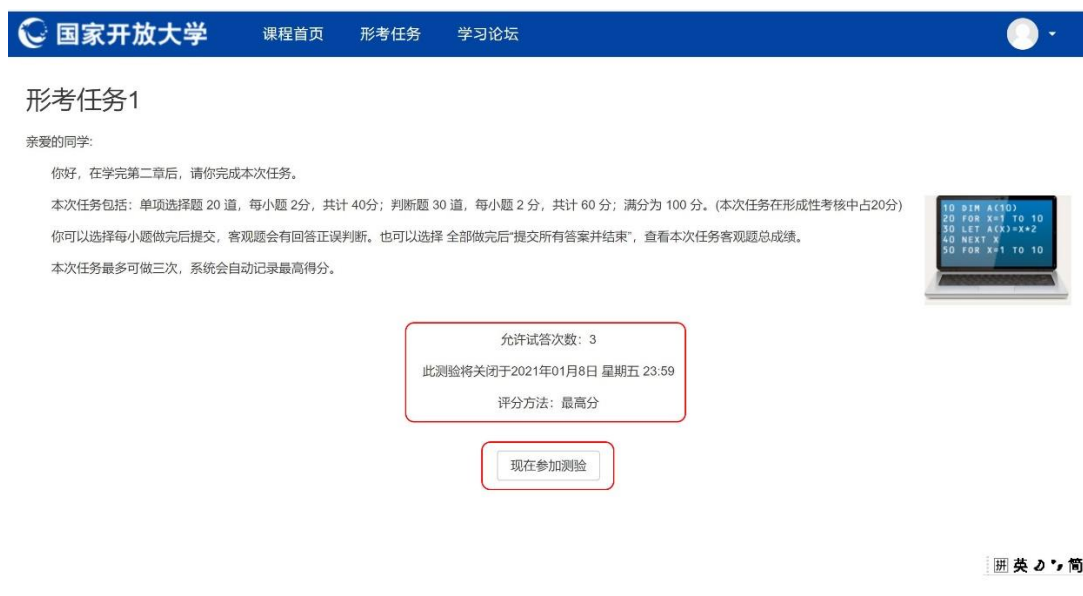 国家开放大学 课程首页 形考任务 学习论坛
形考任务1
亲爱的同学:
你好，在学完第二章后，请你完成本次任务。
本次任务包括：单项选择题 20 道，每小题 2分，共计 40分；判断题 30 道，每小题 2 分，共计 60 分；满分为 100 分。(本次任务在形成性考核中占20分)
你可以选择每小题做完后提交，客观题会有回答正误判断。也可以选择 全部做完后“提交所有答案并结束”，查看本次任务客观题总成绩。
本次任务最多可做三次，系统会自动记录最高得分。
10 DIM A(10)
20 FOR X=1 TO 10
30 LET A(X)=X*2
40 NEXT X
50 FOR X=1 TO 10
允许试答次数：3
此测验将关闭于2021年01月8日 星期五 23:59
评分方法：最高分
现在参加测验
拼 英 简